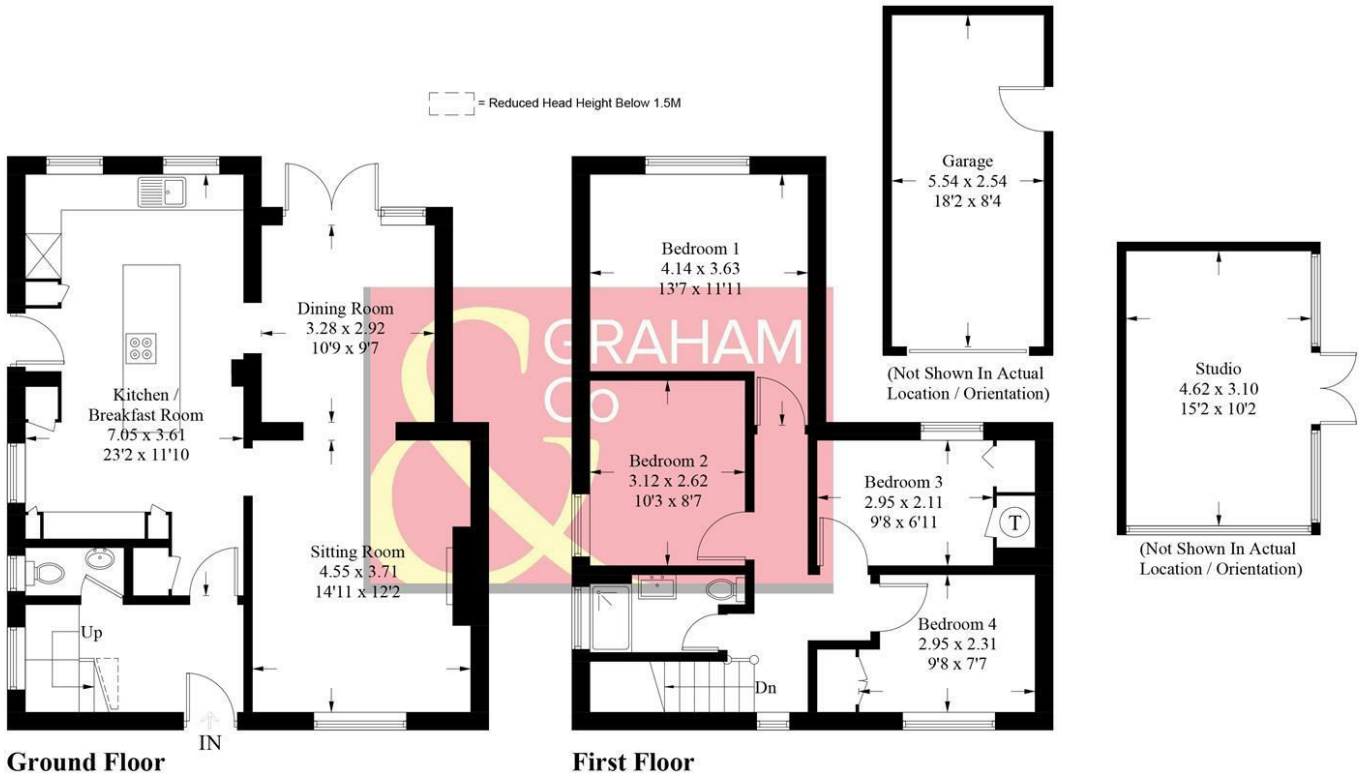 = Reduced Head Height Below 1.5M
Kitchen /
Breakfast Room
7.05 x 3.61
23'2 x 11'10
Dining Room
3.28 x 2.92
10'9 x 9'7
Sitting Room
4.55 x 3.71
14'11 x 12'2
Up
IN
Ground Floor
Bedroom 1
4.14 x 3.63
13'7 x 11'11
Bedroom 2
3.12 x 2.62
10'3 x 8'7
Bedroom 3
2.95 x 2.11
9'8 x 6'11
T
Bedroom 4
2.95 x 2.31
9'8 x 7'7
Dn
First Floor
& GRAHAM
Co
Garage
5.54 x 2.54
18'2 x 8'4
(Not Shown In Actual
Location / Orientation)
Studio
4.62 x 3.10
15'2 x 10'2
(Not Shown In Actual
Location / Orientation)